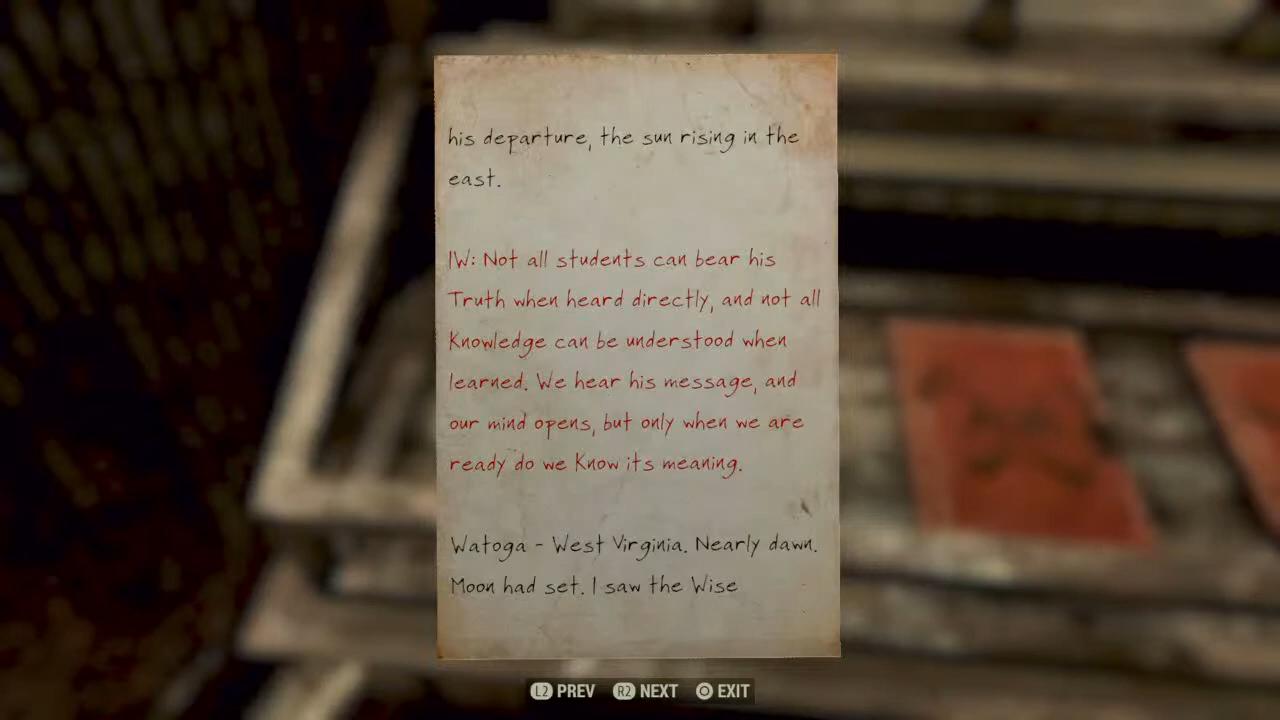 his departure, the sun rising in the
east.
IW: Not all students can bear his
Truth when heard directly, and not all
Knowledge can be understood when
learned. We hear his message, and
our mind opens, but only when we are
ready do we Know its meaning.
Watoga - West Virginia. Nearly dawn.
Moon had set. I saw the Wise
L2 PREV R2 NEXT EXIT